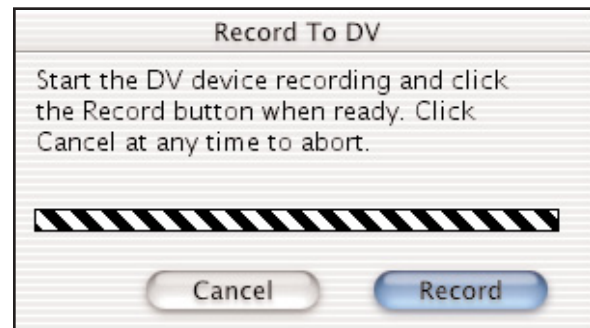 Record To DV
Start the DV device recording and click
the Record button when ready. Click
Cancel at any time to abort.
Cancel
Record